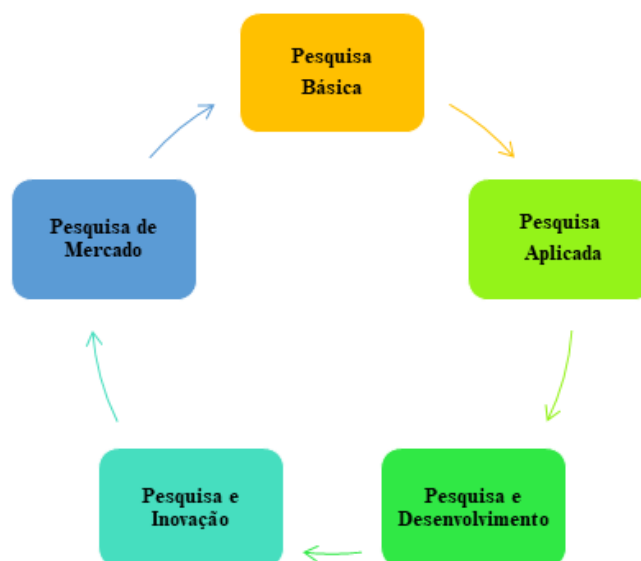 Pesquisa
Básica
Pesquisa
Aplicada
Pesquisa e
Desenvolvimento
Pesquisa e
Inovação
Pesquisa de
Mercado